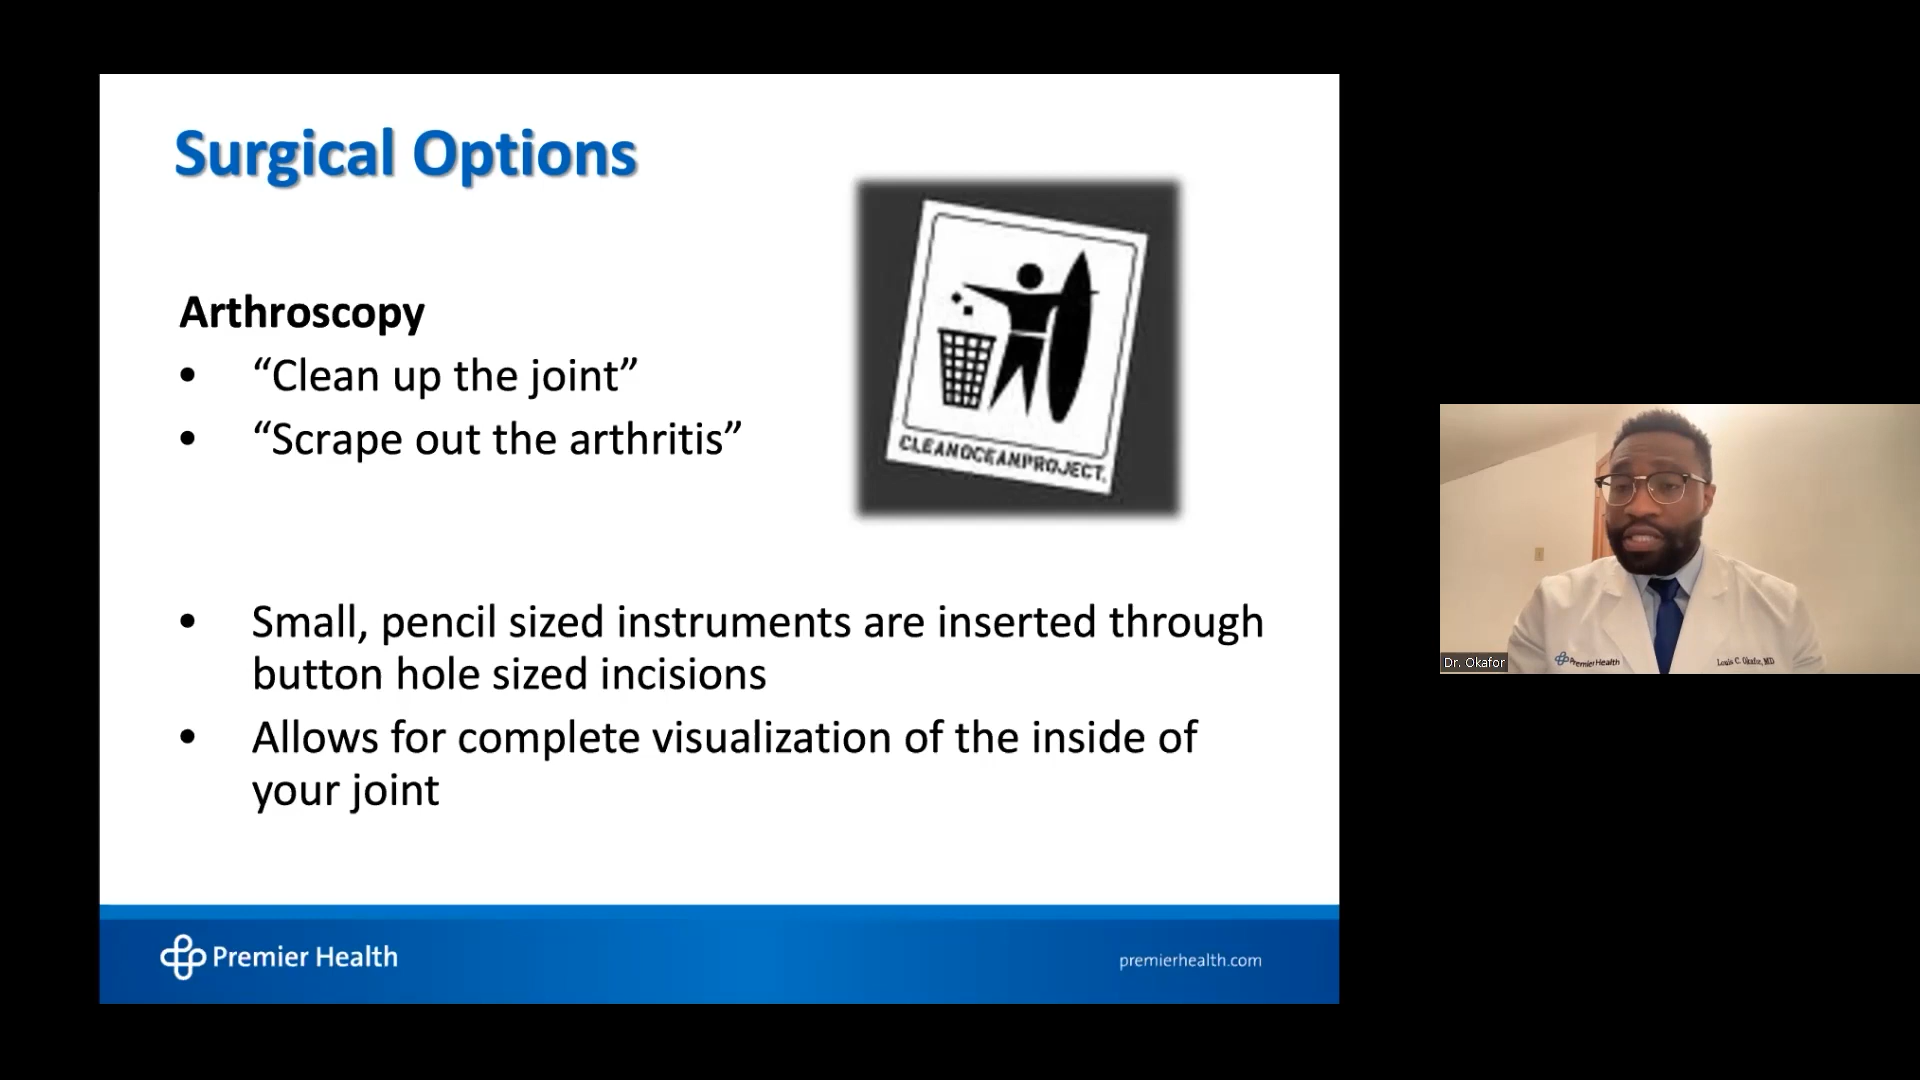 Surgical Options
Arthroscopy
• “Clean up the joint”
• “Scrape out the arthritis”
CLEANOCEANPROJECT.
• Small, pencil sized instruments are inserted through
button hole sized incisions
• Allows for complete visualization of the inside of
your joint
Premier Health
premierhealth.com
Dr. Okafor
Premier Health
Louis C. Okafor, MD